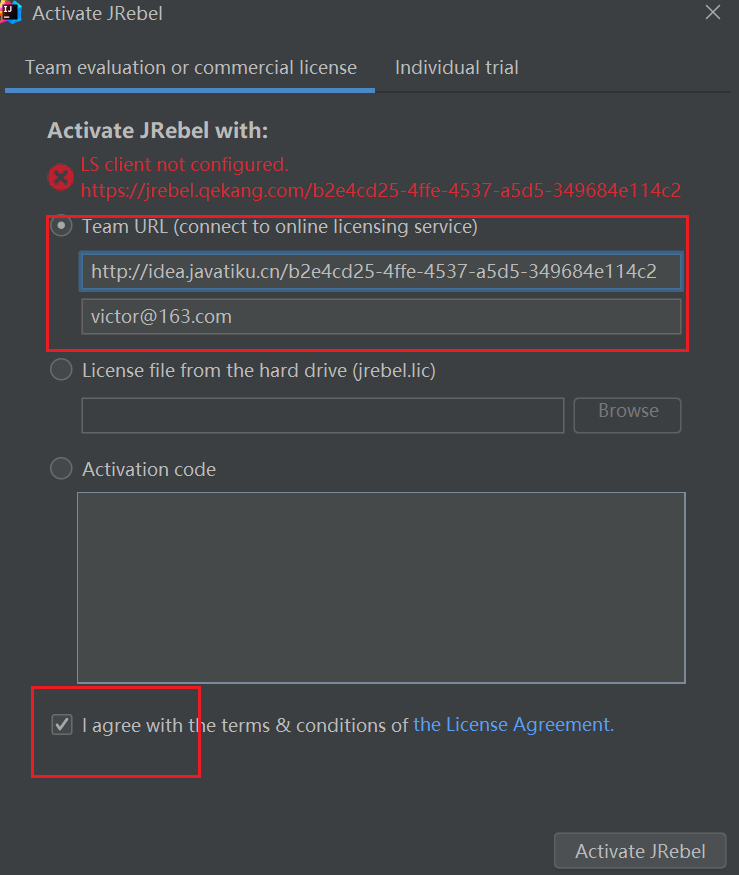 Activate JRebel
Team evaluation or commercial license
Individual trial
Activate JRebel with:
LS client not configured.
https://jrebel.qekang.com/b2e4cd25-4ffe-4537-a5d5-349684e114c2
Team URL (connect to online licensing service)
http://idea.javatiku.cn/b2e4cd25-4ffe-4537-a5d5-349684e114c2
victor@163.com
License file from the hard drive (jrebel.lic)
Browse
Activation code
I agree with the terms & conditions of the License Agreement.
Activate JRebel